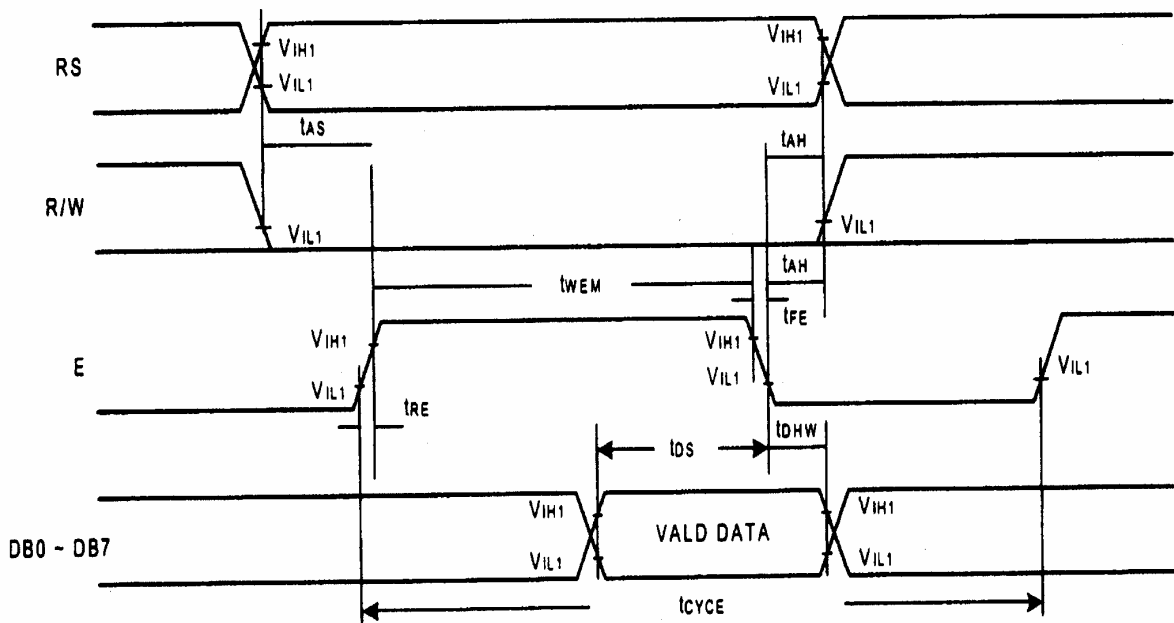 RS
VIH1
VIL1
VIH1
VIL1
tAS
tAH
R/W
VIL1
VIL1
tWEM
tAH
tFE
E
VIH1
VIL1
VIH1
VIL1
VIL1
tRE
tDS
tDHW
DB0 ~ DB7
VIH1
VIL1
VALD DATA
VIH1
VIL1
tCYCE